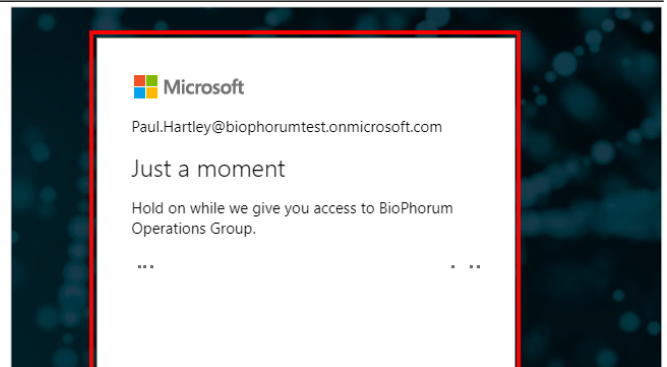 Microsoft
Paul.Hartley@biophorumtest.onmicrosoft.com
Just a moment
Hold on while we give you access to BioPhorum
Operations Group.